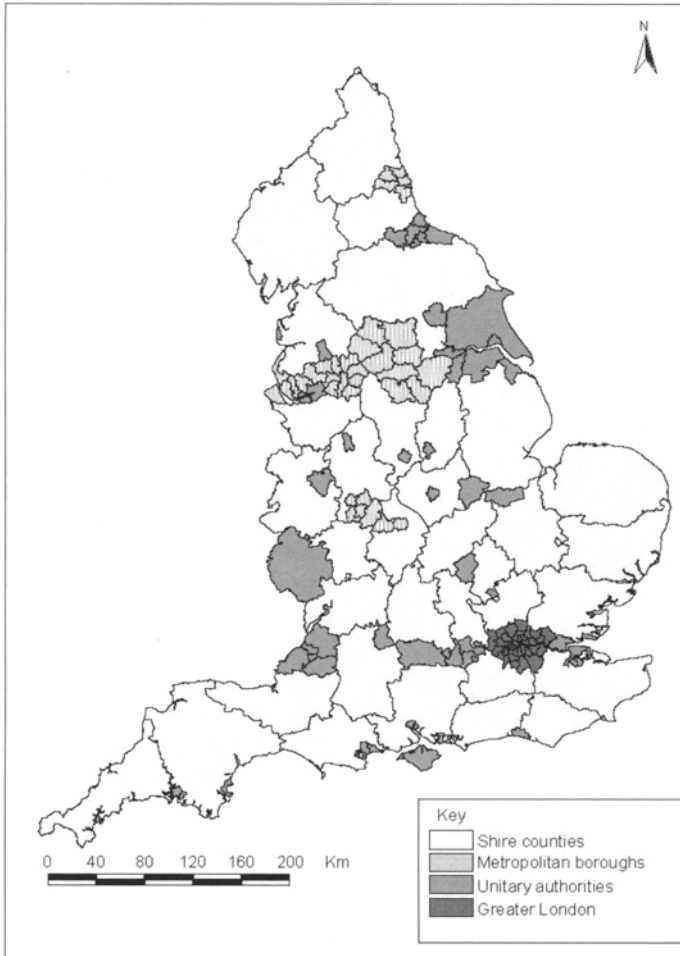 N
Key
Shire counties
Metropolitan boroughs
Unitary authorities
Greater London
0 40 80 120 160 200 Km